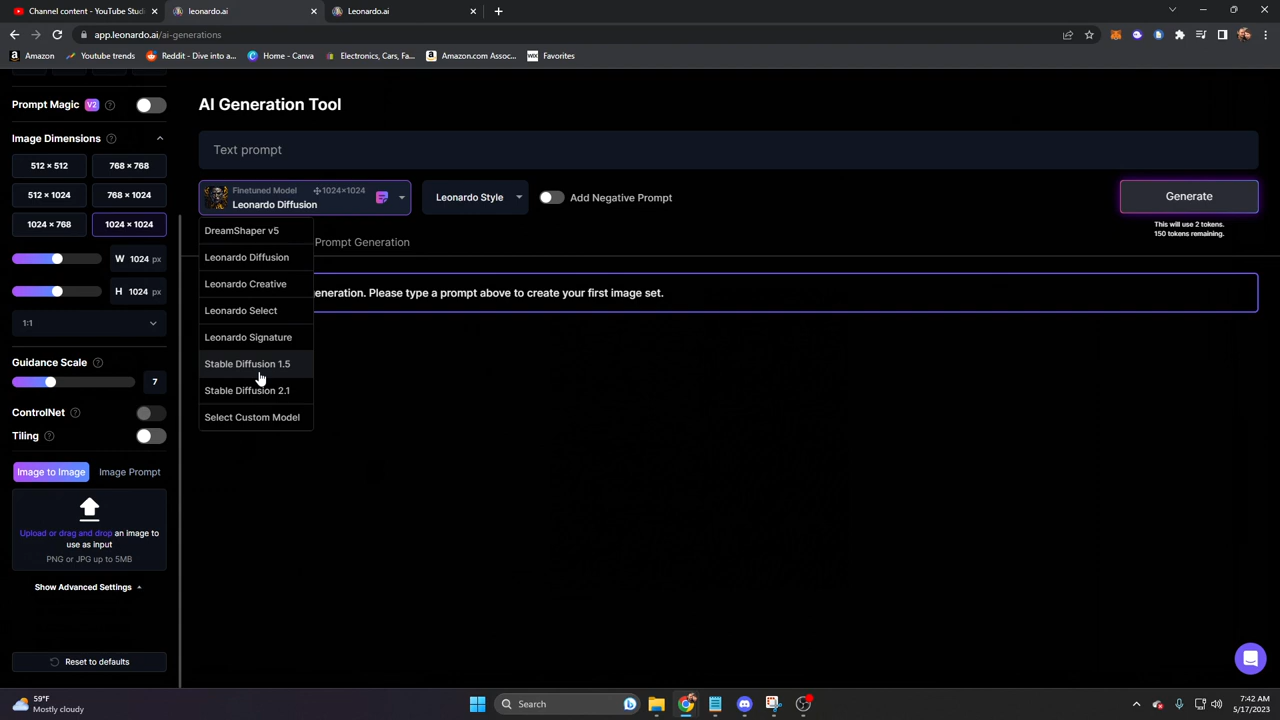 Channel content - YouTube Studi
leonardo.ai
Leonardo.ai
app.leonardo.ai/ai-generations
Amazon
Youtube trends
Reddit - Dive into a...
Home - Canva
Electronics, Cars, Fa...
Amazon.com Assoc...
Favorites
Prompt Magic V2
Image Dimensions
512 × 512
768 × 768
512 × 1024
768 × 1024
1024 × 768
1024 × 1024
W 1024 px
H 1024 px
1:1
Guidance Scale
7
ControlNet
Tiling
Image to Image
Image Prompt
Upload or drag and drop an image to
use as input
PNG or JPG up to 5MB
Show Advanced Settings
Reset to defaults
AI Generation Tool
Text prompt
Finetuned Model 1024×1024
Leonardo Diffusion
Leonardo Style
Add Negative Prompt
Generate
This will use 2 tokens.
150 tokens remaining.
DreamShaper v5
Leonardo Diffusion
Leonardo Creative
Leonardo Select
Leonardo Signature
Stable Diffusion 1.5
Stable Diffusion 2.1
Select Custom Model
Prompt Generation
generation. Please type a prompt above to create your first image set.
59°F
Mostly cloudy
Search
7:42 AM
5/17/2023